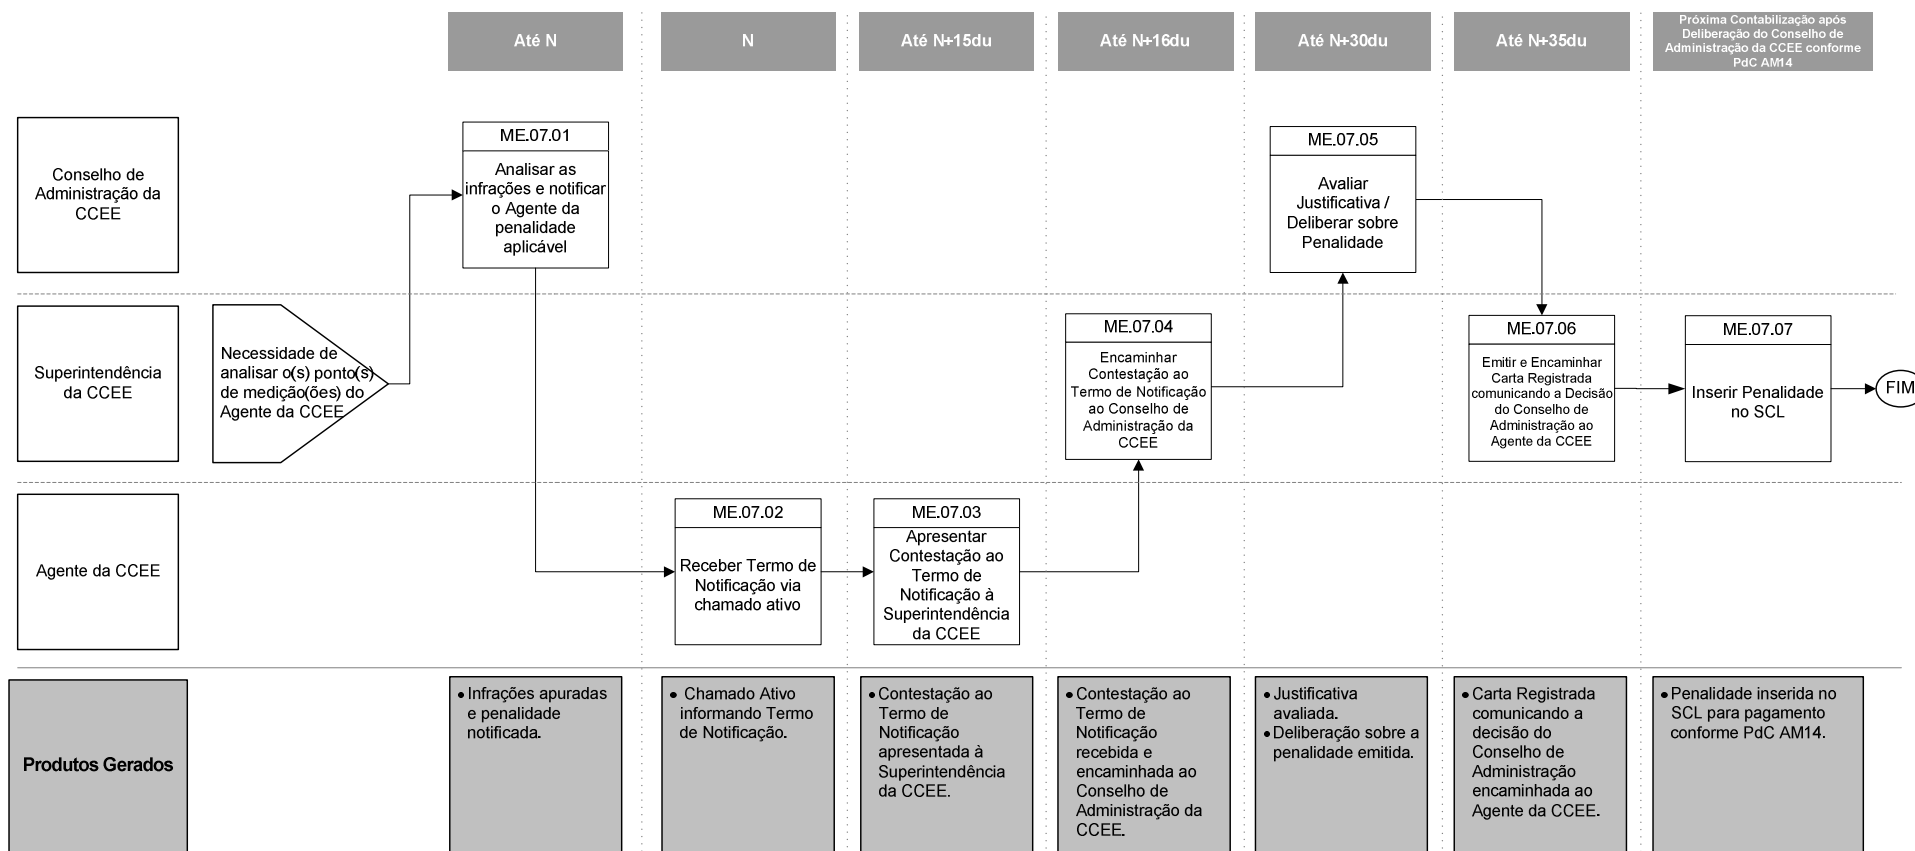 Até N
N
Até N+15du
Até N+16du
Até N+30du
Até N+35du
Próxima Contabilização após
Deliberação do Conselho de
Administração da CCEE conforme
PdC AM14
Conselho de
Administração da
CCEE
ME.07.01
Analisar as
infrações e notificar
o Agente da
penalidade
aplicável
ME.07.05
Avaliar
Justificativa /
Deliberar sobre
Penalidade
Superintendência
da CCEE
Necessidade de
analisar o(s) ponto(s)
de medição(ões) do
Agente da CCEE
ME.07.04
Encaminhar
Contestação ao
Termo de Notificação
ao Conselho de
Administração da
CCEE
ME.07.06
Emitir e Encaminhar
Carta Registrada
comunicando a Decisão
do Conselho de
Administração ao
Agente da CCEE
ME.07.07
Inserir Penalidade
no SCL
FIM
Agente da CCEE
ME.07.02
Receber Termo de
Notificação via
chamado ativo
ME.07.03
Apresentar
Contestação ao
Termo de
Notificação à
Superintendência
da CCEE
Produtos Gerados
• Infrações apuradas
e penalidade
notificada.
• Chamado Ativo
informando Termo
de Notificação.
• Contestação ao
Termo de
Notificação
apresentada à
Superintendência
da CCEE.
• Contestação ao
Termo de
Notificação
recebida e
encaminhada ao
Conselho de
Administração da
CCEE.
• Justificativa
avaliada.
• Deliberação sobre a
penalidade emitida.
• Carta Registrada
comunicando a
decisão do
Conselho de
Administração
encaminhada ao
Agente da CCEE.
• Penalidade inserida no
SCL para pagamento
conforme PdC AM14.